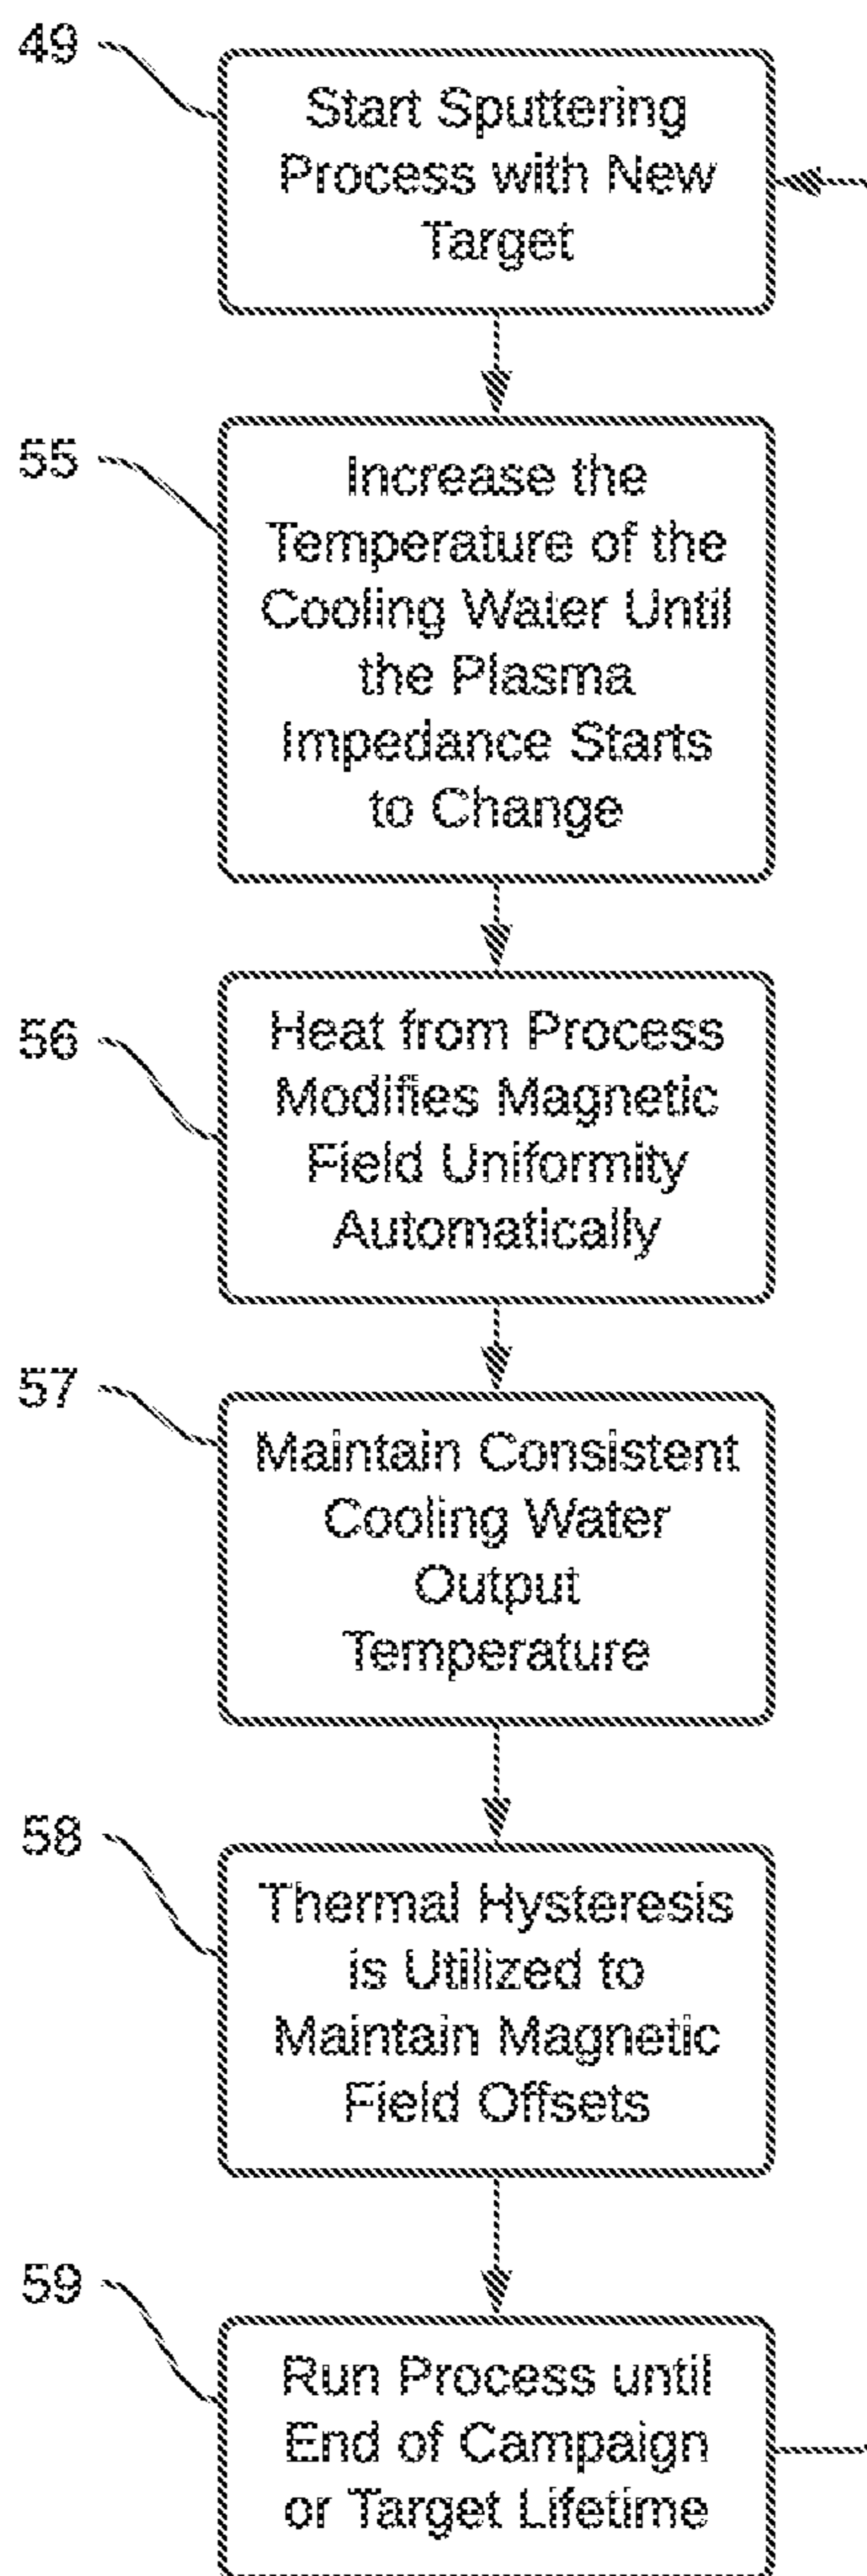 49
Start Sputtering
Process with New
Target
55
Increase the
Temperature of the
Cooling Water Until
the Plasma
Impedance Starts
to Change
56
Heat from Process
Modifies Magnetic
Field Uniformity
Automatically
57
Maintain Consistent
Cooling Water
Output
Temperature
58
Thermal Hysteresis
is Utilized to
Maintain Magnetic
Field Offsets
59
Run Process until
End of Campaign
or Target Lifetime